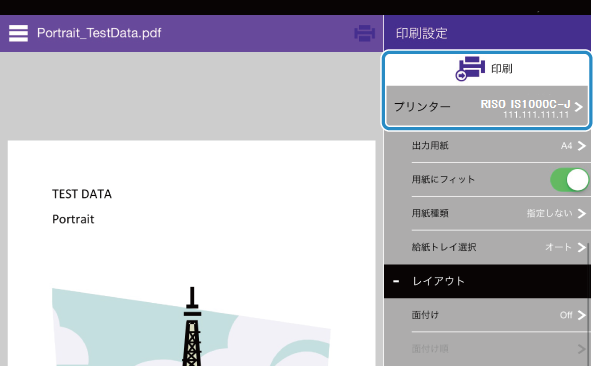 Portrait_TestData.pdf
印刷設定
印刷
プリンター RISO IS1000C-J
111.111.111.11
出力用紙 A4
用紙にフィット
用紙種類 指定しない
給紙トレイ選択 オート
- レイアウト
面付け Off
面付け順
TEST DATA
Portrait